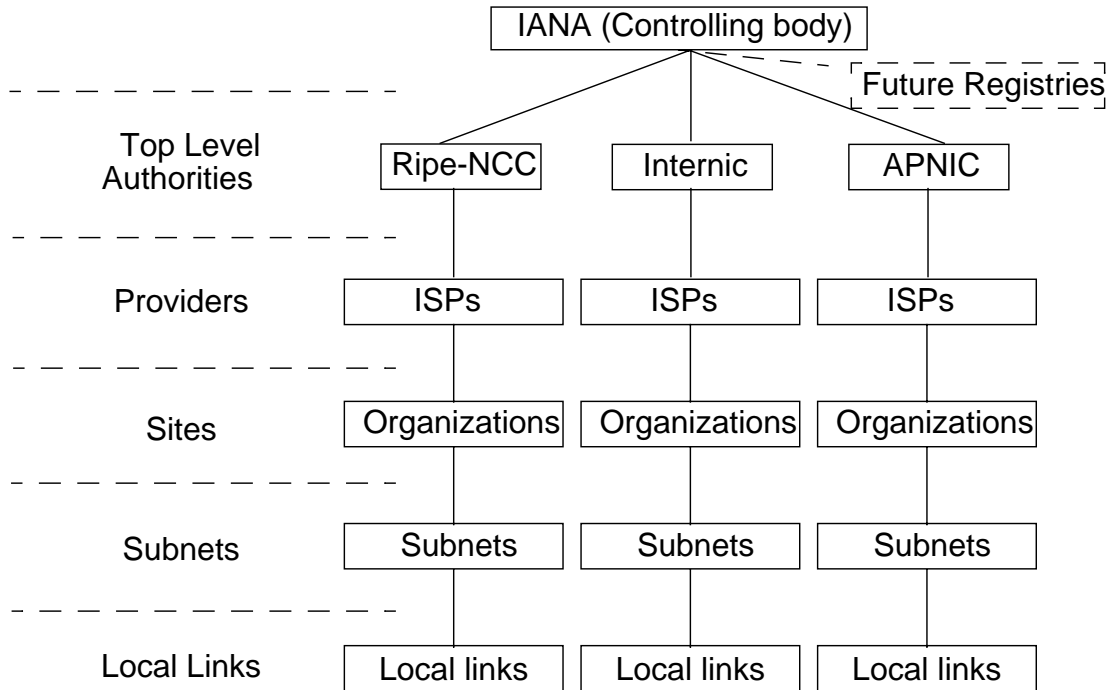 IANA (Controlling body)
Future Registries
Top Level
Authorities
Ripe-NCC
Internic
APNIC
Providers
ISPs
ISPs
ISPs
Sites
Organizations
Organizations
Organizations
Subnets
Subnets
Subnets
Subnets
Local Links
Local links
Local links
Local links